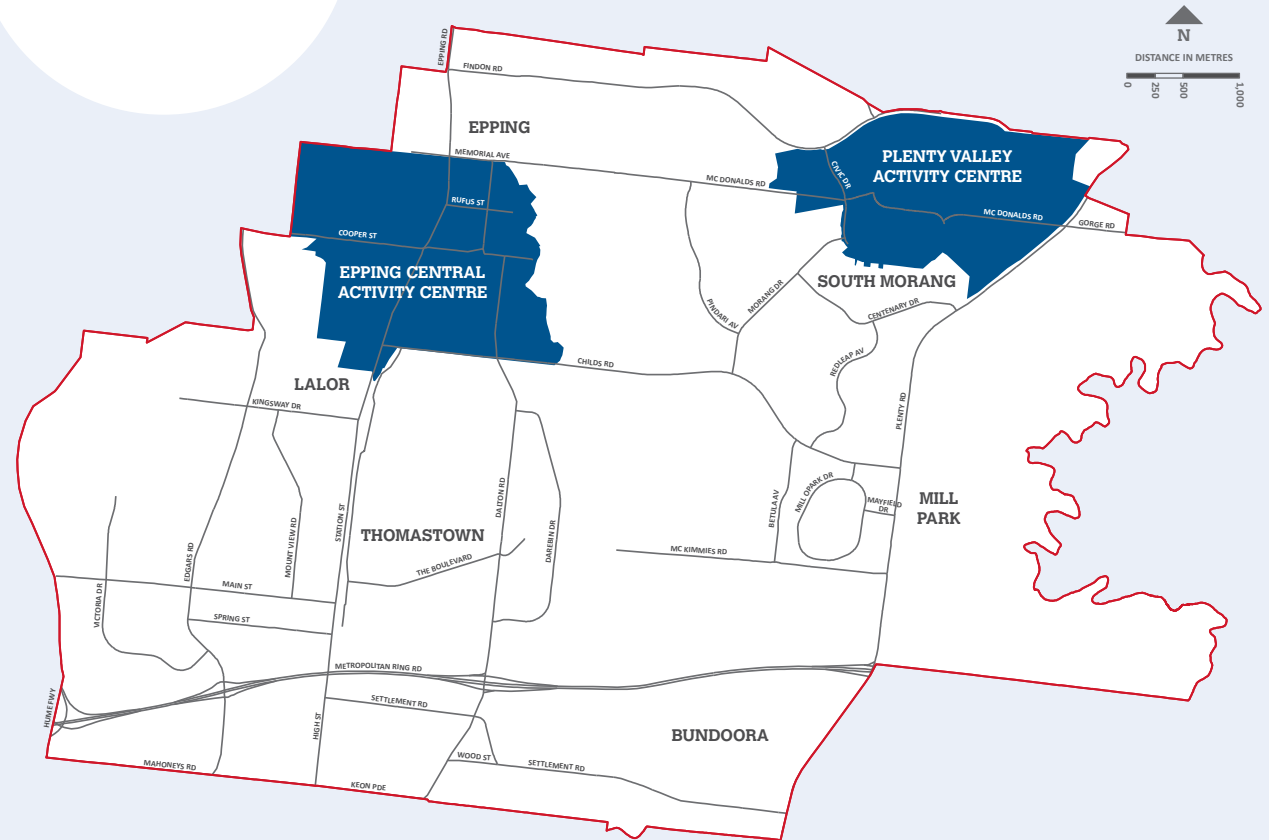 N
DISTANCE IN METRES
0
250
500
1,000
EPPING RD
FINDON RD
EPPING
MEMORIAL AVE
MC DONALDS RD
CIVIC DR
PLENTY VALLEY
ACTIVITY CENTRE
RUFUS ST
MC DONALDS RD
GORGE RD
COOPER ST
EPPING CENTRAL
ACTIVITY CENTRE
SOUTH MORANG
PINDARI AV
MORANG DR
CENTENARY DR
CHILDS RD
REDLEAP AV
LALOR
KINGSWAY DR
PLENTY RD
STATION ST
DALTON RD
BETULA AV
MILL OPARK DR
MAYFIELD
DR
MILL
PARK
MOUNT VIEW RD
THOMASTOWN
DAREBIN DR
EDGARS RD
THE BOULEVARD
MC KIMMIES RD
MAIN ST
VICTORIA DR
SPRING ST
METROPOLITAN RING RD
HUME FWY
SETTLEMENT RD
HIGH ST
BUNDOORA
MAHONEYS RD
WOOD ST
SETTLEMENT RD
KEON PDE